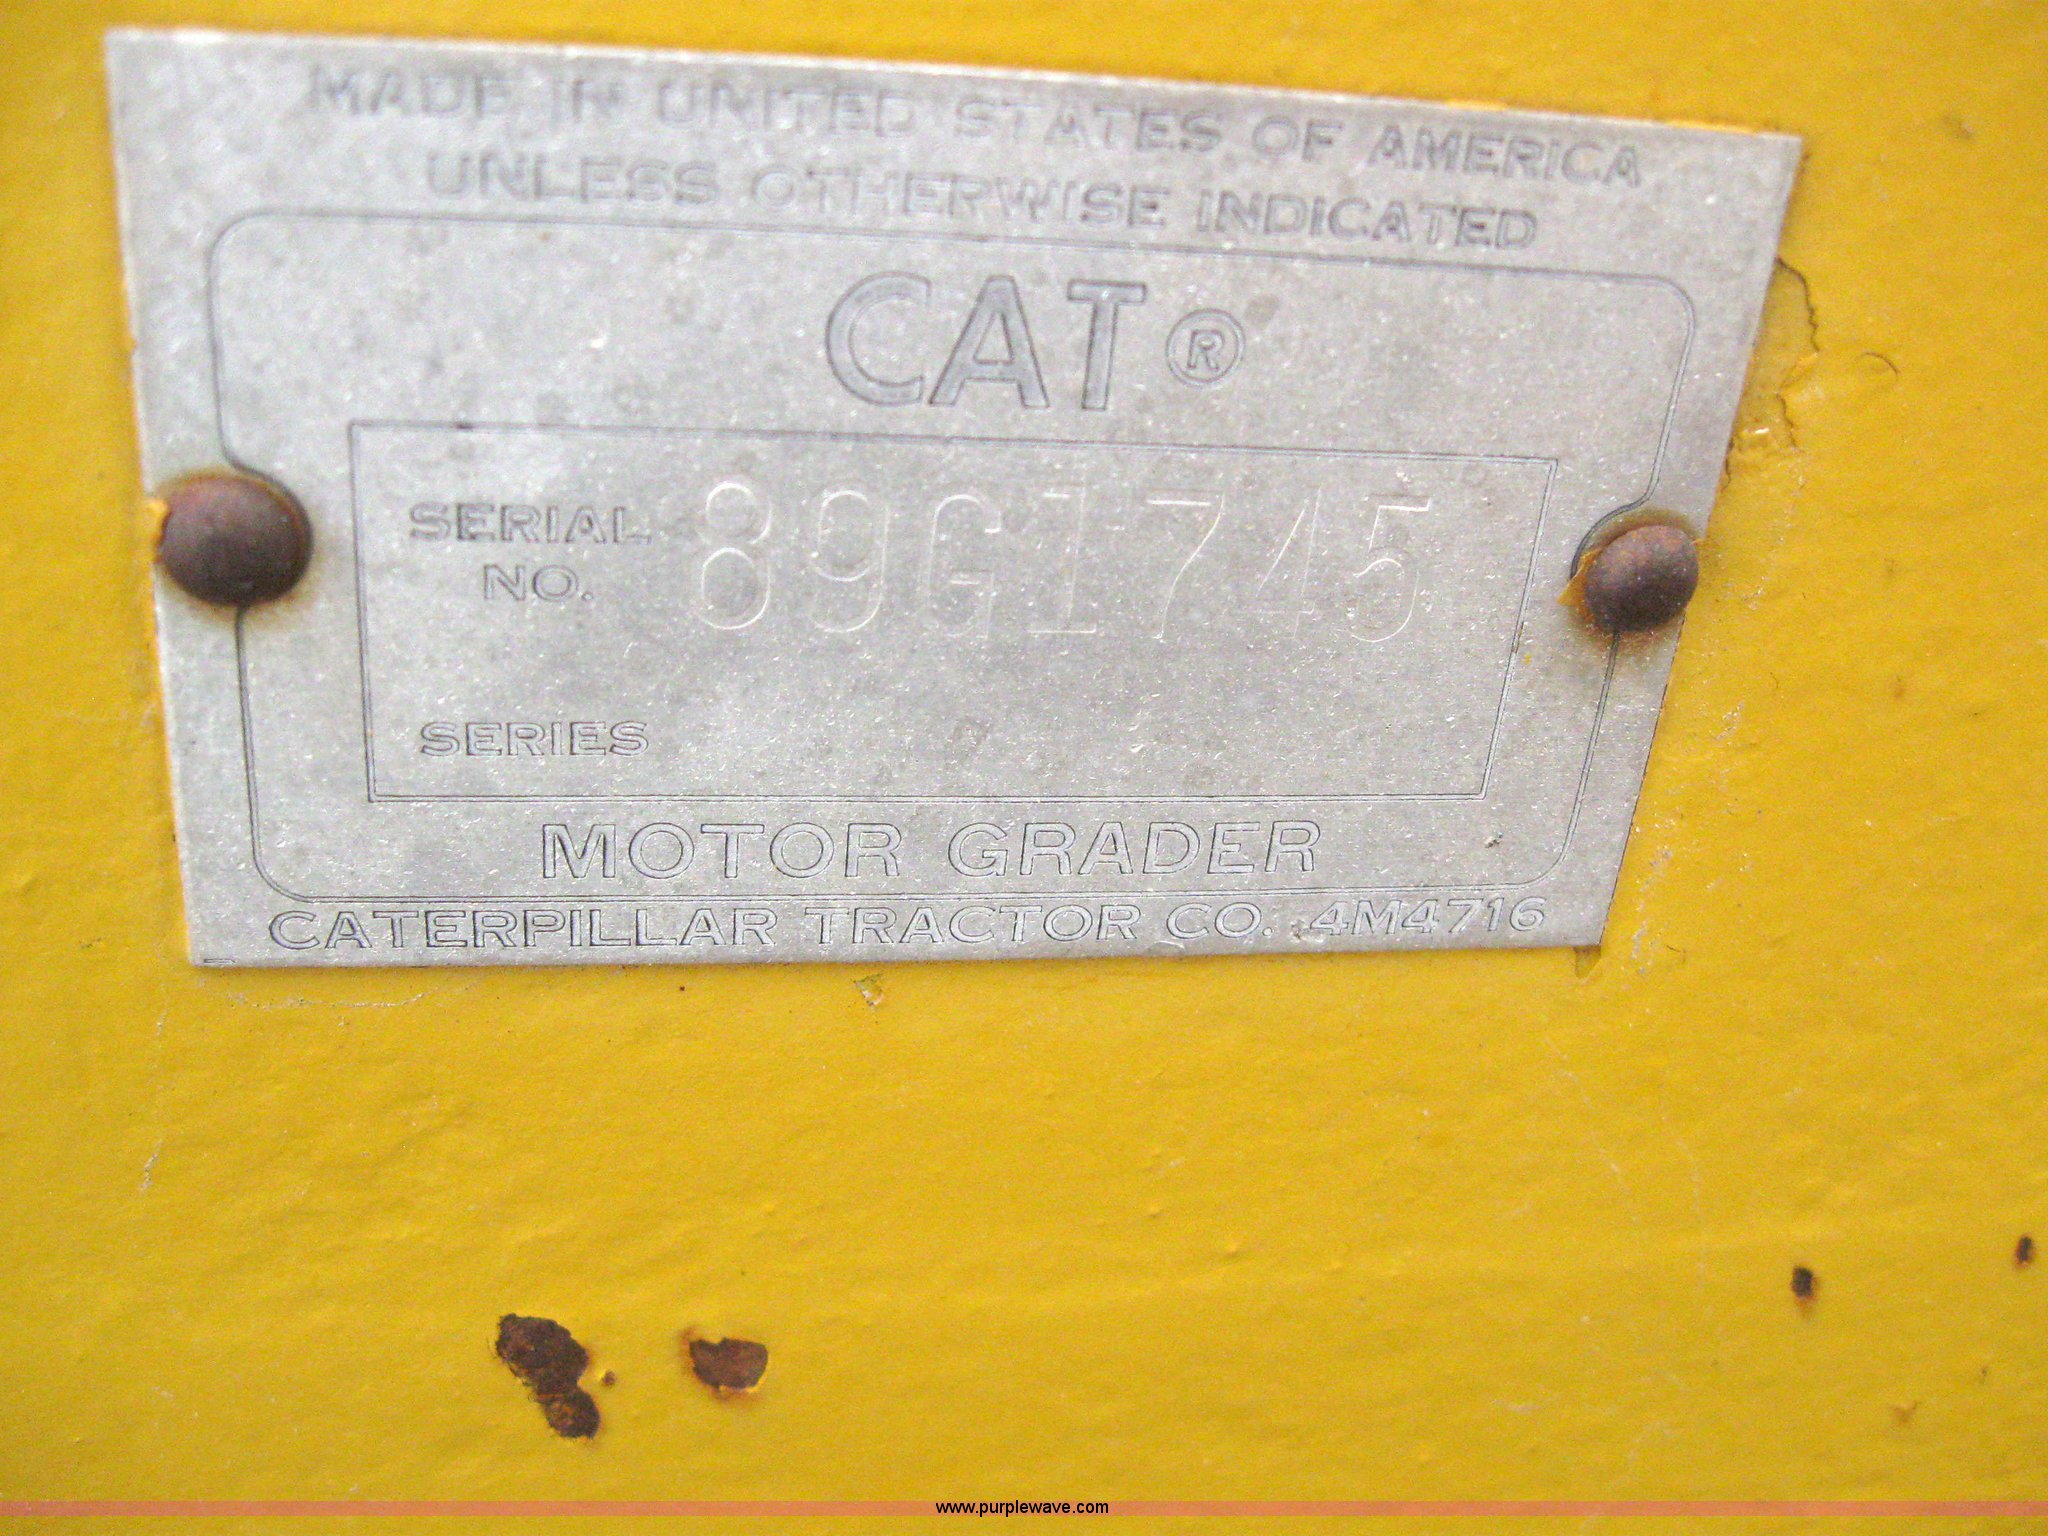 MADE IN UNITED STATES OF AMERICA
UNLESS OTHERWISE INDICATED
CAT ®
SERIAL NO. 89G1745
SERIES
MOTOR GRADER
CATERPILLAR TRACTOR CO. 4M4716
www.purplewave.com